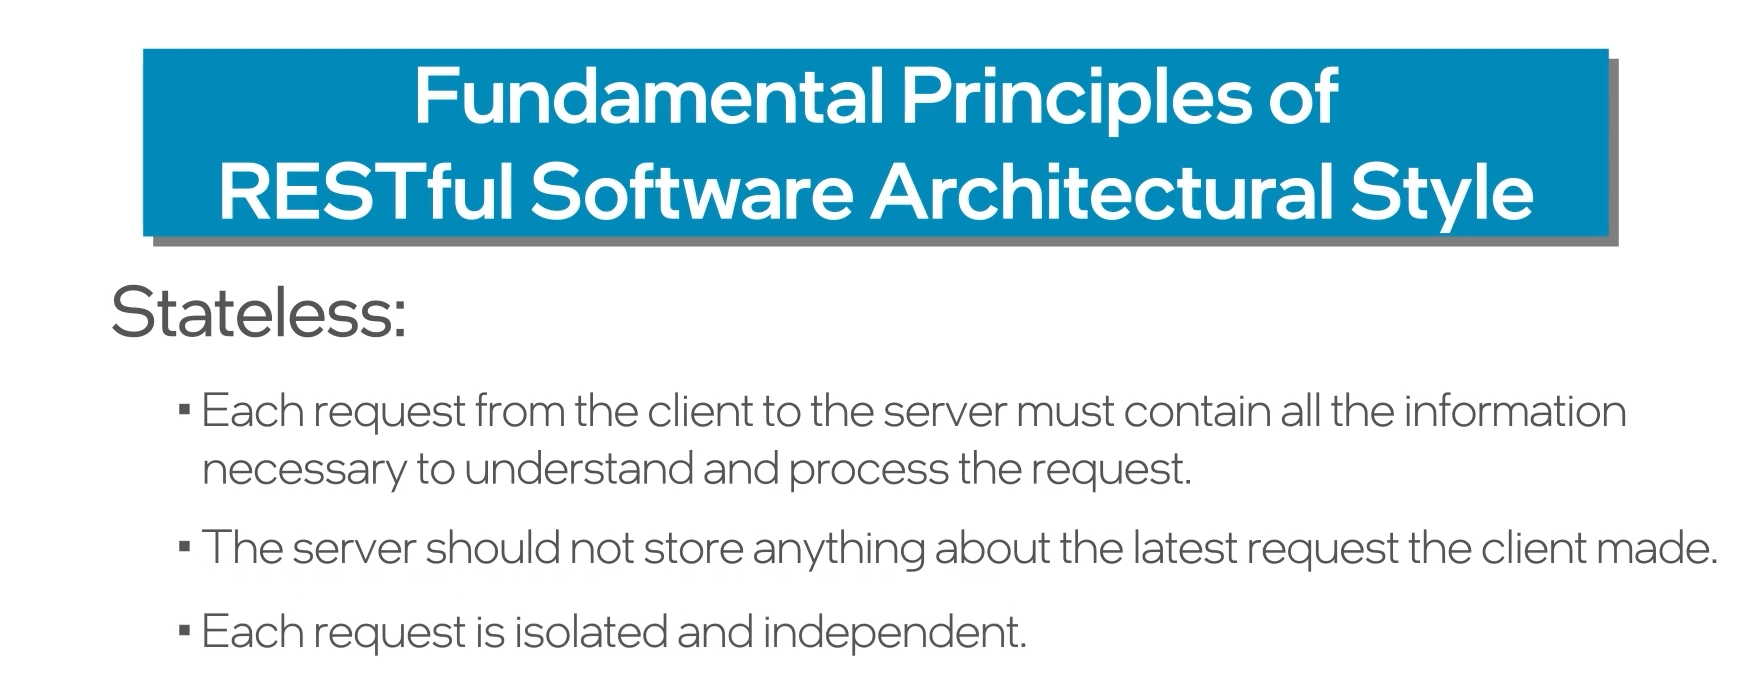 Fundamental Principles of
RESTful Software Architectural Style
Stateless:
▪ Each request from the client to the server must contain all the information
necessary to understand and process the request.
▪ The server should not store anything about the latest request the client made.
▪ Each request is isolated and independent.